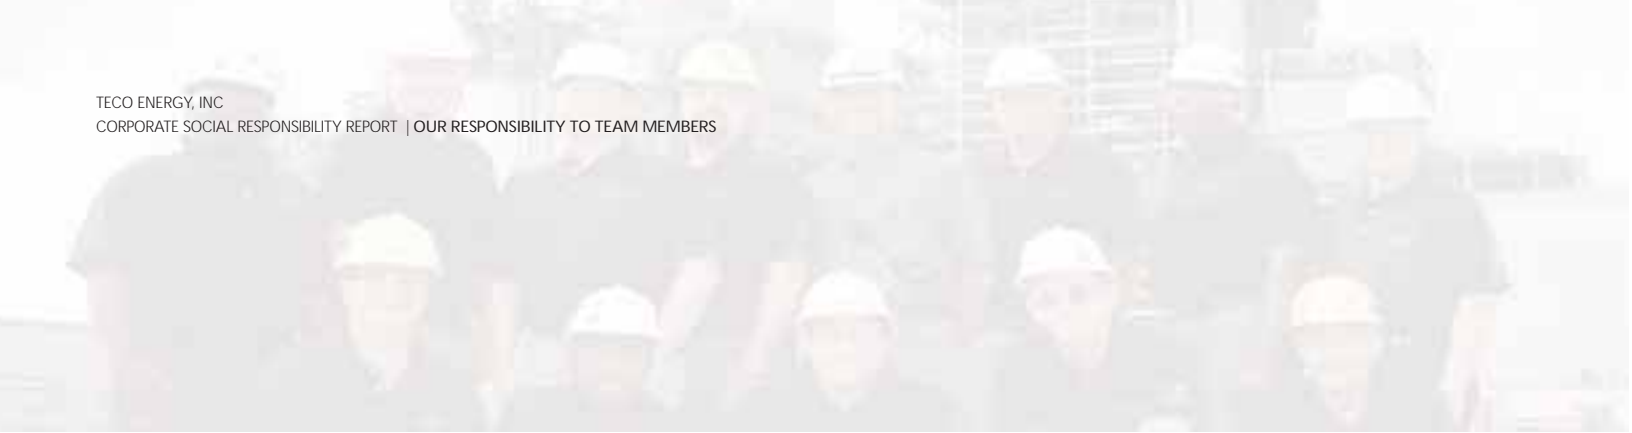 TECO ENERGY, INC
CORPORATE SOCIAL RESPONSIBILITY REPORT | OUR RESPONSIBILITY TO TEAM MEMBERS